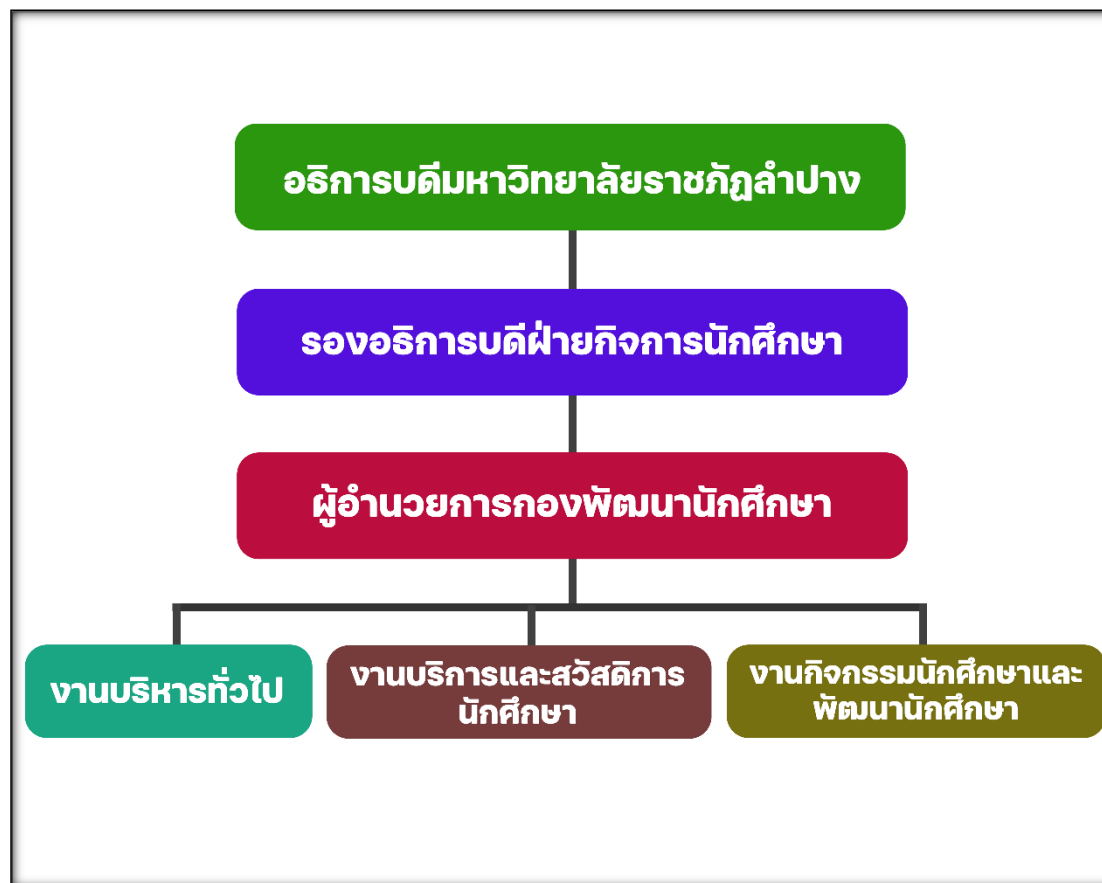 อธิการบดีมหาวิทยาลัยราชภัฏลำปาง
รองอธิการบดีฝ่ายกิจการนักศึกษา
ผู้อำนวยการกองพัฒนานักศึกษา
งานบริหารทั่วไป
งานบริการและสวัสดิการ
นักศึกษา
งานกิจกรรมนักศึกษาและ
พัฒนานักศึกษา